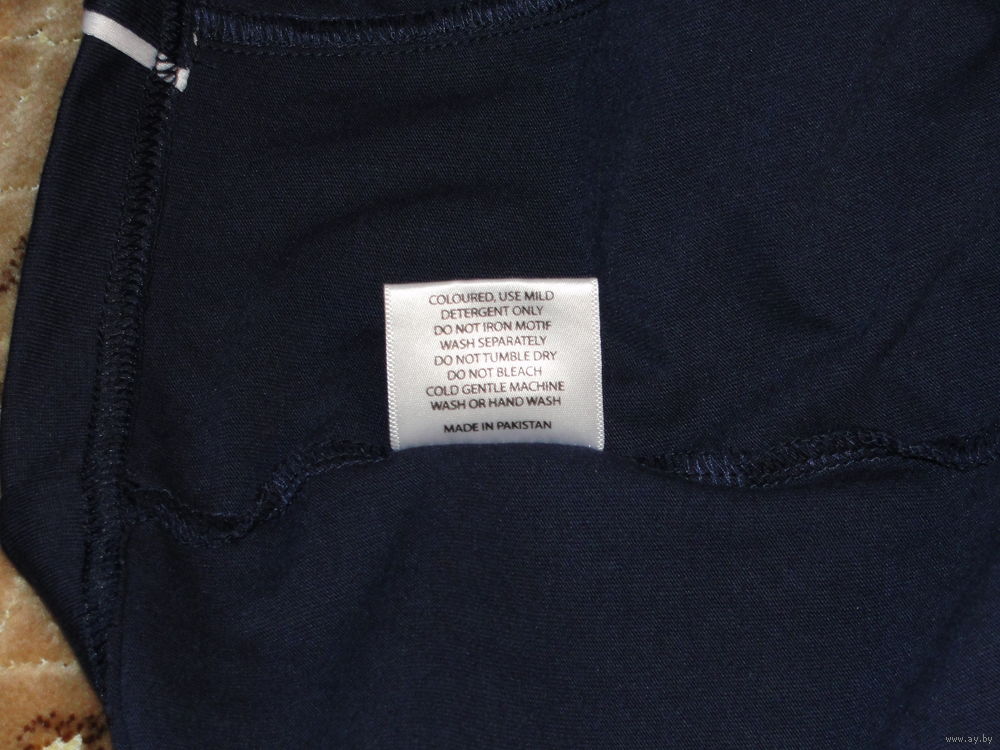 COLOURED, USE MILD
DETERGENT ONLY
DO NOT IRON MOTIF
WASH SEPARATELY
DO NOT TUMBLE DRY
DO NOT BLEACH
COLD GENTLE MACHINE
WASH OR HAND WASH
MADE IN PAKISTAN
www.ay.by